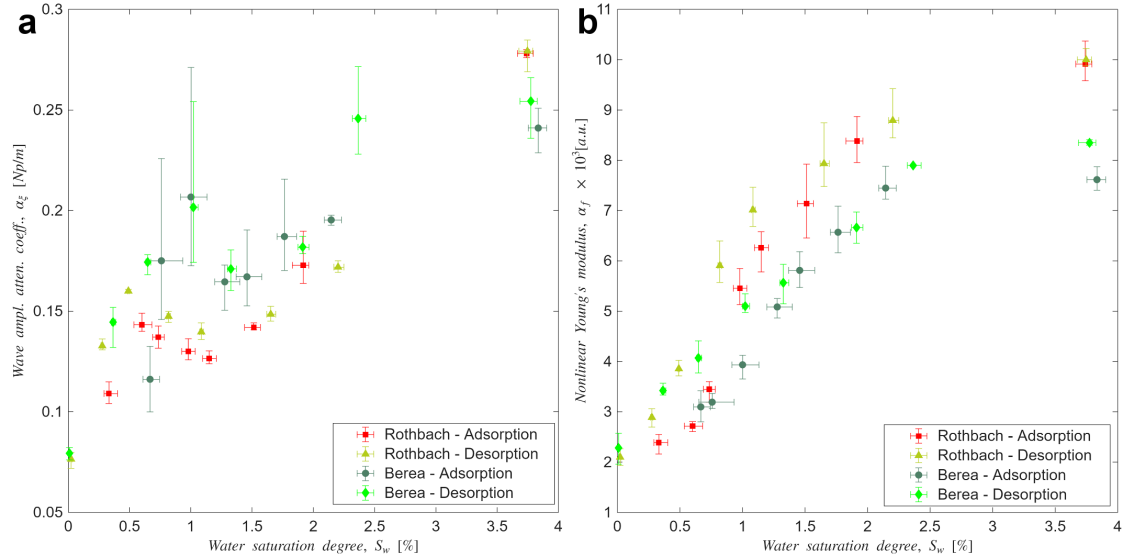 a
0.3
0.25
0.2
0.15
0.1
0.05
Wave ampl. atten. coeff., αξ [Np/m]
0 0.5 1 1.5 2 2.5 3 3.5 4
Water saturation degree, Sw [%]
Rothbach - Adsorption
Rothbach - Desorption
Berea - Adsorption
Berea - Desorption
b
11
10
9
8
7
6
5
4
3
2
1
Nonlinear Young's modulus, αf × 10³[a.u.]
0 0.5 1 1.5 2 2.5 3 3.5 4
Water saturation degree, Sw [%]
Rothbach - Adsorption
Rothbach - Desorption
Berea - Adsorption
Berea - Desorption